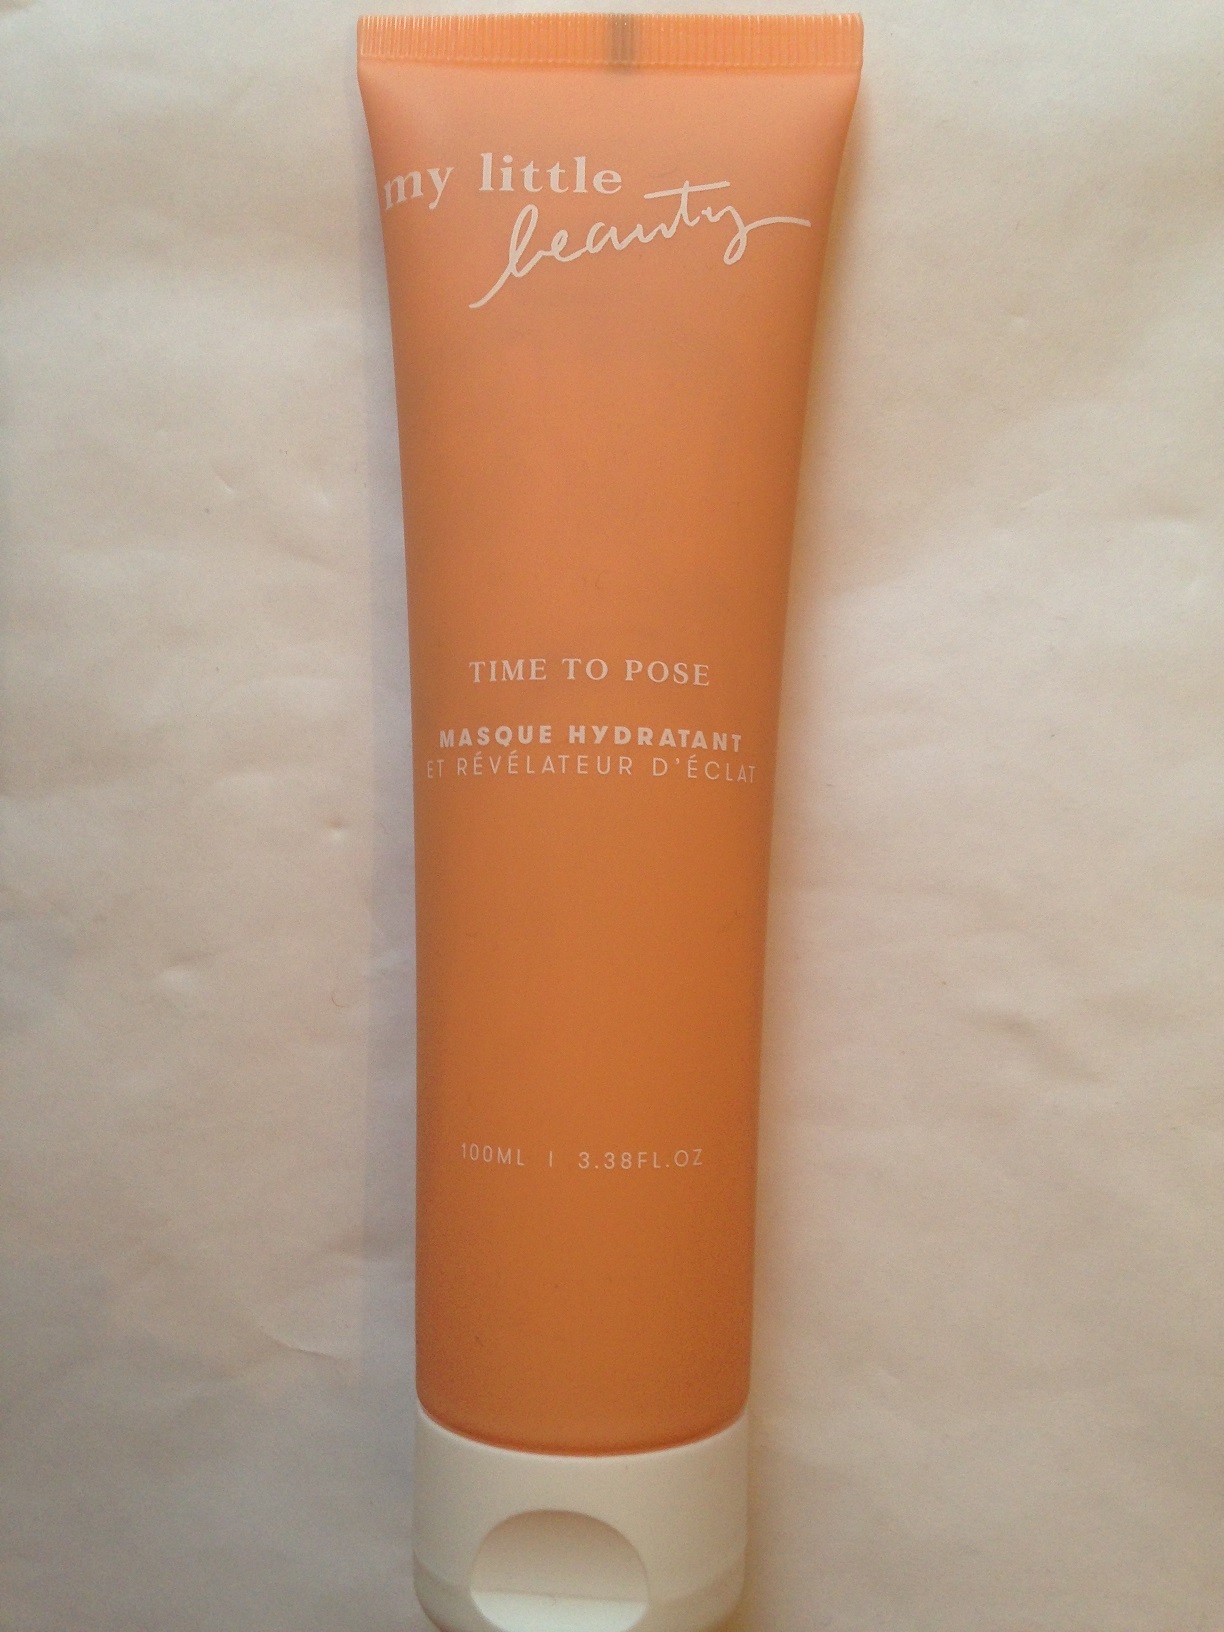 my little
beauty
TIME TO POSE
MASQUE HYDRATANT
ET RÉVÉLATEUR D'ÉCLAT
100ML | 3.38FL.OZ